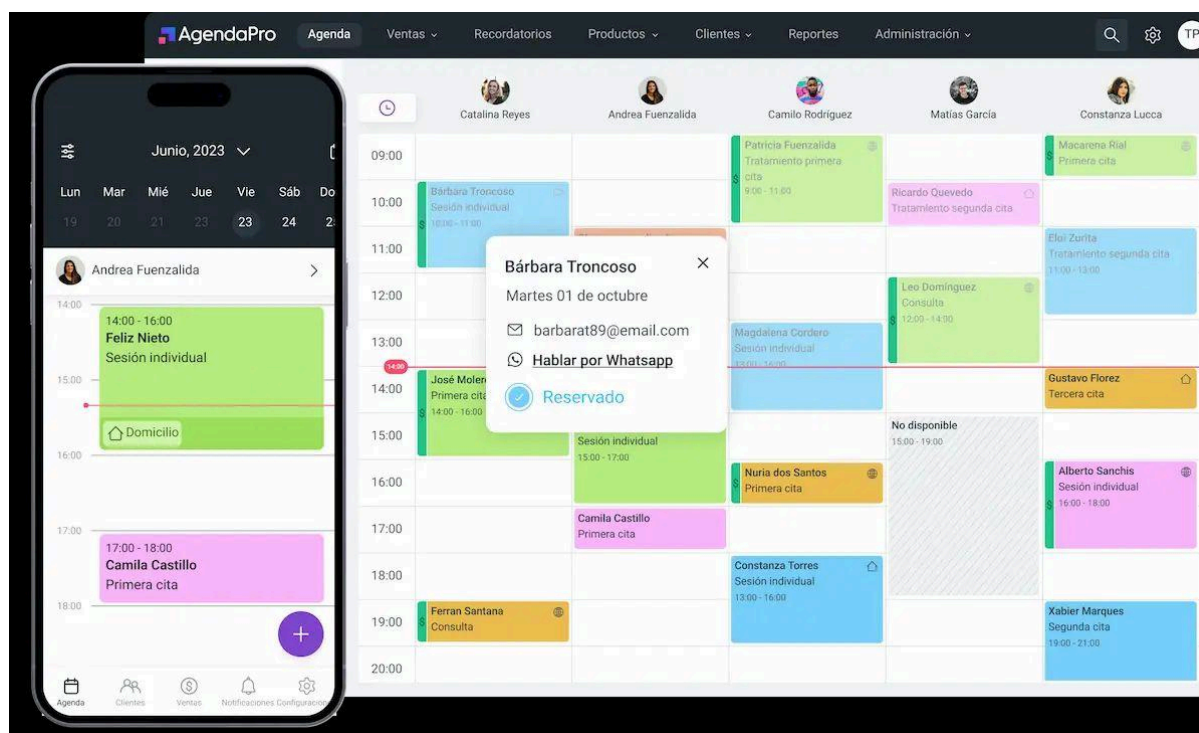 AgendaPro
Agenda
Ventas
Recordatorios
Productos
Clientes
Reportes
Administración
TP
Catalina Reyes
Andrea Fuenzalida
Camilo Rodríguez
Matías García
Constanza Lucca
09:00
10:00
11:00
12:00
13:00
14:00
14:00
15:00
16:00
17:00
18:00
19:00
20:00
Bárbara Troncoso
Sesión individual
10:00 - 11:00
José Moler
Primera cita
14:00 - 16:00
Ferran Santana
Consulta
Sesión individual
15:00 - 17:00
Camila Castillo
Primera cita
Patricia Fuenzalida
Tratamiento primera
cita
9:00 - 11:00
Magdalena Cordero
Sesión individual
13:00 - 16:00
Nuria dos Santos
Primera cita
Constanza Torres
Sesión individual
13:00 - 16:00
Ricardo Quevedo
Tratamiento segunda cita
Leo Domínguez
Consulta
12:00 - 14:00
No disponible
15:00 - 19:00
Macarena Rial
Primera cita
Eloi Zurita
Tratamiento segunda cita
11:00 - 13:00
Gustavo Florez
Tercera cita
Alberto Sanchis
Sesión individual
16:00 - 18:00
Xabier Marques
Segunda cita
19:00 - 21:00
Bárbara Troncoso
Martes 01 de octubre
barbarat89@email.com
Hablar por Whatsapp
Reservado
Junio, 2023
Lun Mar Mié Jue Vie Sáb Do
19 20 21 23 23 24 2
Andrea Fuenzalida
14:00
14:00 - 16:00
Feliz Nieto
Sesión individual
15:00
Domicilio
16:00
17:00
17:00 - 18:00
Camila Castillo
Primera cita
18:00
Agenda Clientes Ventas Notificaciones Configuracion